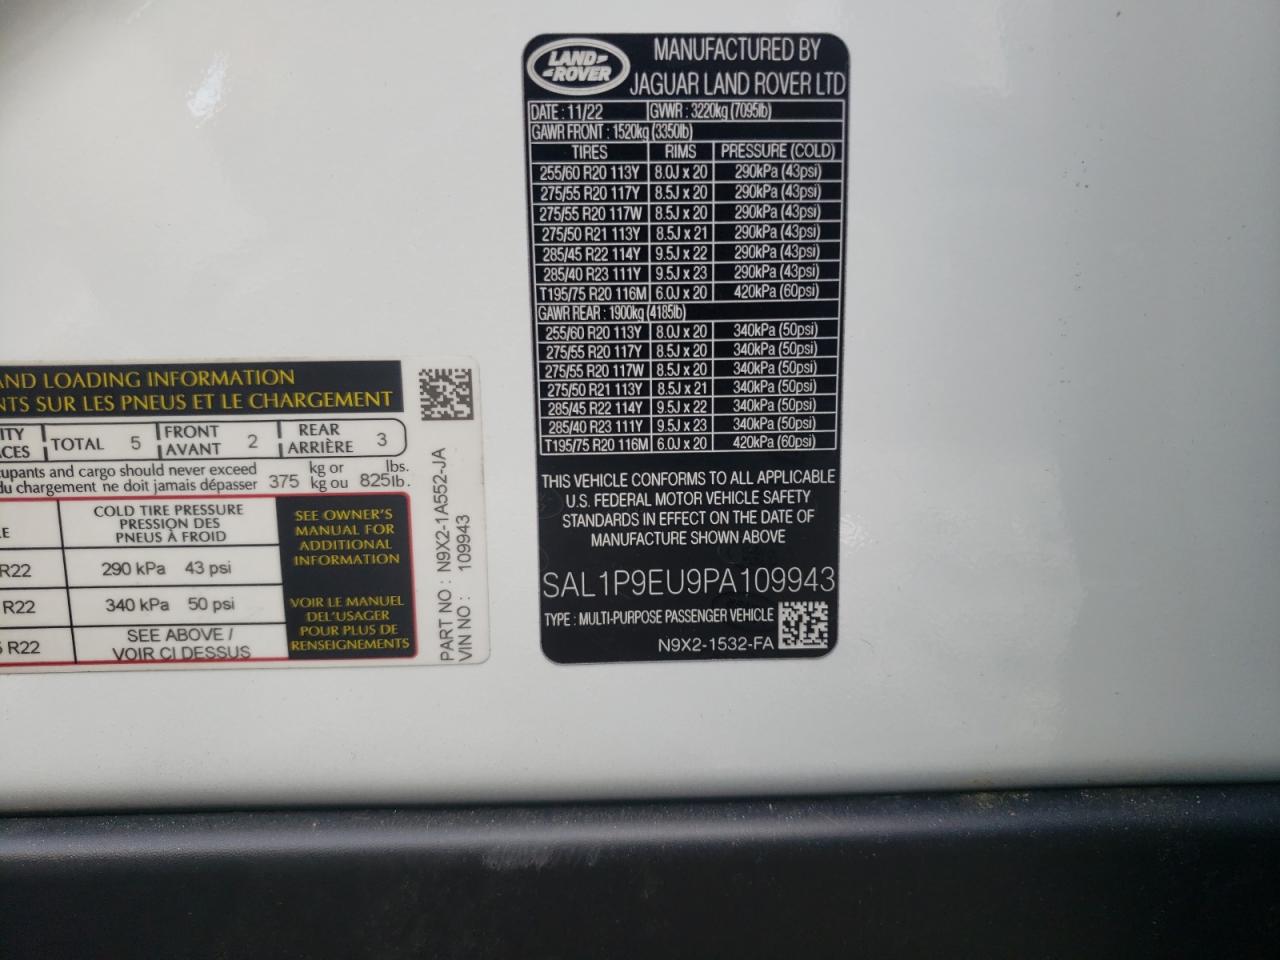 AND LOADING INFORMATION
NTS SUR LES PNEUS ET LE CHARGEMENT
ITY TOTAL 5 FRONT 2 REAR 3
CES AVANT ARRIÈRE
cupants and cargo should never exceed 375 kg or 825 lbs.
du chargement ne doit jamais dépasser kg ou lb.
COLD TIRE PRESSURE
PRESSION DES
PNEUS À FROID
R22 290 kPa 43 psi
R22 340 kPa 50 psi
R22 SEE ABOVE /
VOIR CI DESSUS
SEE OWNER'S
MANUAL FOR
ADDITIONAL
INFORMATION
VOIR LE MANUEL
DEL'USAGER
POUR PLUS DE
RENSEIGNEMENTS
PART NO : N9X2-1A552-JA
VIN NO : 109943
LAND-
-ROVER
MANUFACTURED BY
JAGUAR LAND ROVER LTD
DATE : 11/22 GVWR : 3220kg (7095lb)
GAWR FRONT : 1520kg (3350lb)
TIRES RIMS PRESSURE (COLD)
255/60 R20 113Y 8.0J x 20 290kPa (43psi)
275/55 R20 117Y 8.5J x 20 290kPa (43psi)
275/55 R20 117W 8.5J x 20 290kPa (43psi)
275/50 R21 113Y 8.5J x 21 290kPa (43psi)
285/45 R22 114Y 9.5J x 22 290kPa (43psi)
285/40 R23 111Y 9.5J x 23 290kPa (43psi)
T195/75 R20 116M 6.0J x 20 420kPa (60psi)
GAWR REAR : 1900kg (4185lb)
255/60 R20 113Y 8.0J x 20 340kPa (50psi)
275/55 R20 117Y 8.5J x 20 340kPa (50psi)
275/55 R20 117W 8.5J x 20 340kPa (50psi)
275/50 R21 113Y 8.5J x 21 340kPa (50psi)
285/45 R22 114Y 9.5J x 22 340kPa (50psi)
285/40 R23 111Y 9.5J x 23 340kPa (50psi)
T195/75 R20 116M 6.0J x 20 420kPa (60psi)
THIS VEHICLE CONFORMS TO ALL APPLICABLE
U.S. FEDERAL MOTOR VEHICLE SAFETY
STANDARDS IN EFFECT ON THE DATE OF
MANUFACTURE SHOWN ABOVE
SAL1P9EU9PA109943
TYPE : MULTI-PURPOSE PASSENGER VEHICLE
N9X2-1532-FA